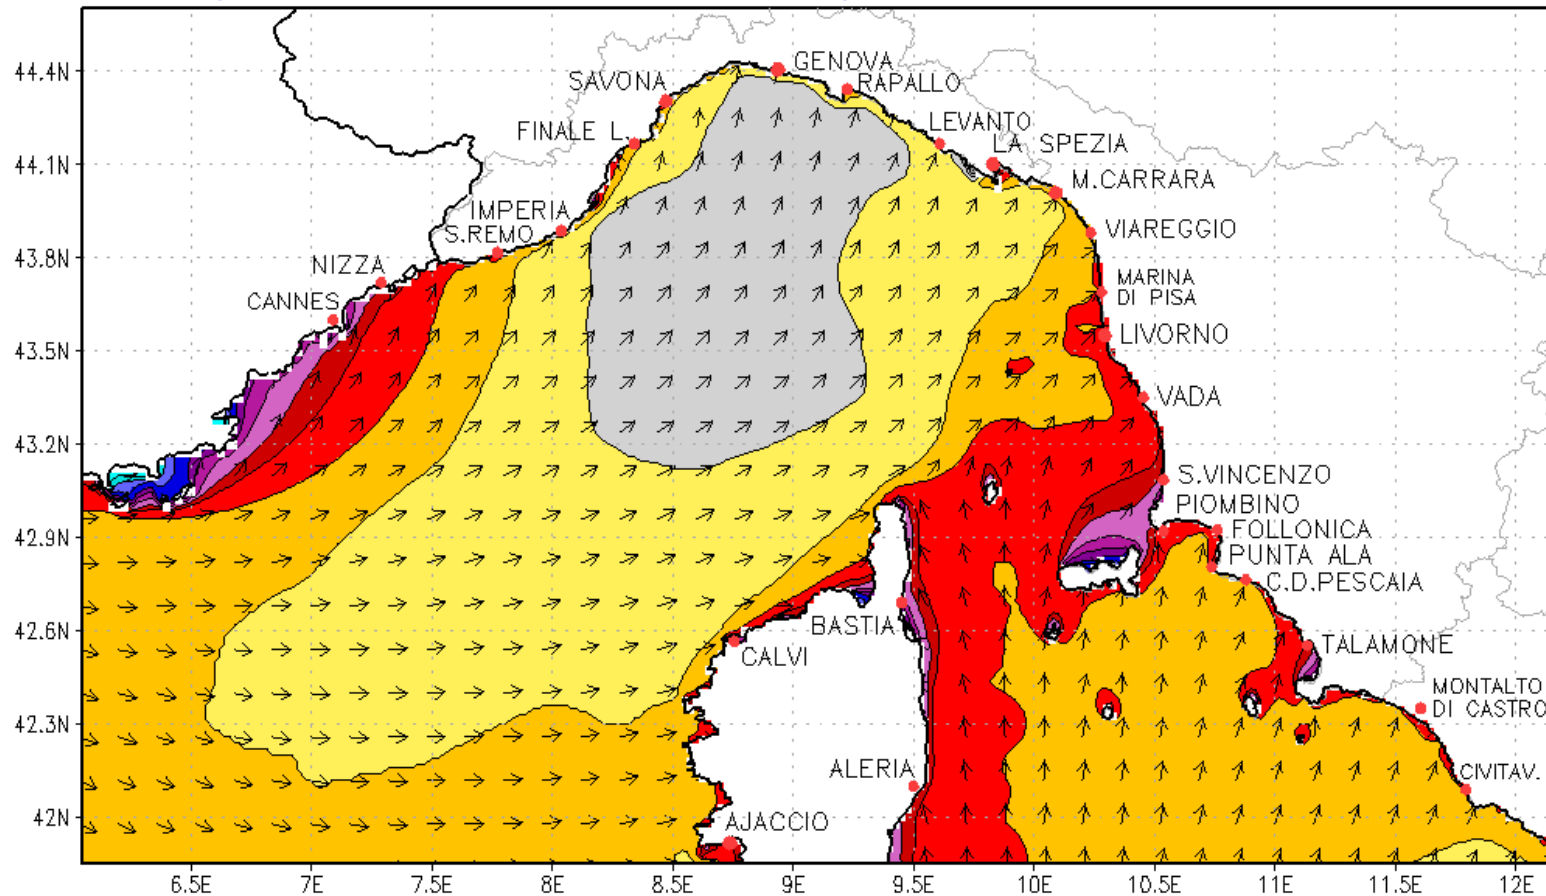 44.4N
GENOVA
SAVONA
RAPALLO
FINALE L.
LEVANTO
LA SPEZIA
44.1N
M.CARRARA
IMPERIA
S.REMO
VIAREGGIO
43.8N
NIZZA
MARINA
DI PISA
CANNES
LIVORNO
43.5N
VADA
43.2N
S.VINCENZO
PIOMBINO
42.9N
FOLLONICA
PUNTA ALA
C.D.PESCAIA
42.6N
BASTIA
TALAMONE
CALVI
MONTALTO
DI CASTRO
42.3N
ALERIA
CIVITAV.
42N
AJACCIO
6.5E 7E 7.5E 8E 8.5E 9E 9.5E 10E 10.5E 11E 11.5E 12E